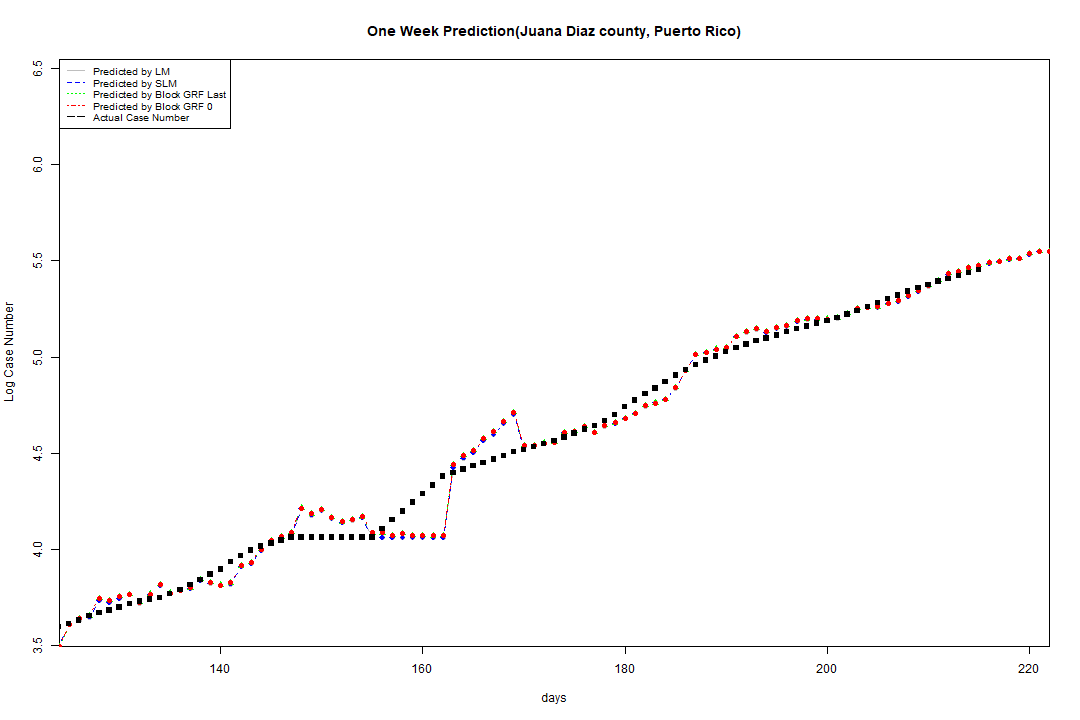 One Week Prediction(Juana Diaz county, Puerto Rico)
Predicted by LM
Predicted by SLM
Predicted by Block GRF Last
Predicted by Block GRF 0
Actual Case Number
6.5
6.0
5.5
5.0
4.5
4.0
3.5
Log Case Number
140 160 180 200 220
days